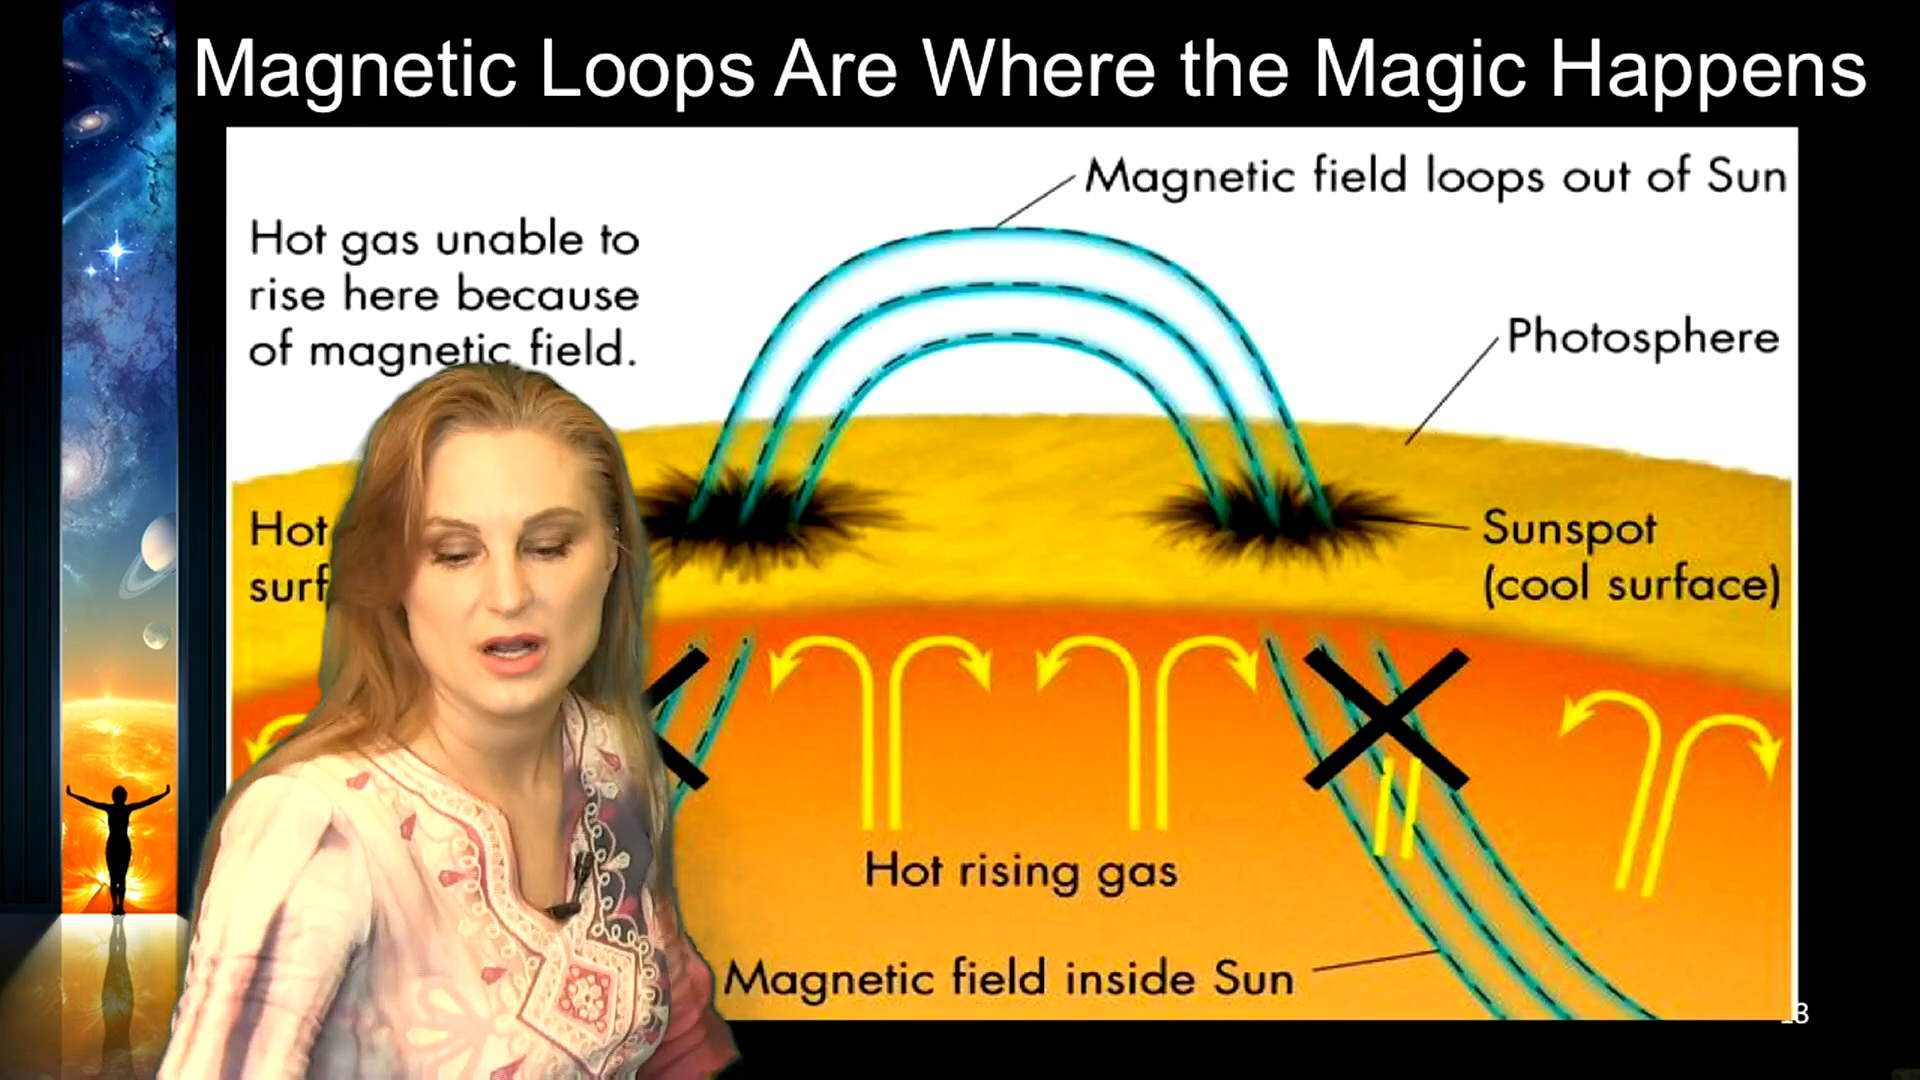 Magnetic Loops Are Where the Magic Happens
Magnetic field loops out of Sun
Hot gas unable to
rise here because
of magnetic field.
Photosphere
Hot
Sunspot
(cool surface)
Hot rising gas
Magnetic field inside Sun